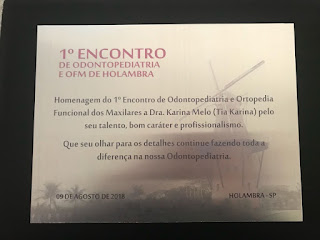 1º ENCONTRO
DE ODONTOPEDIATRIA
E OFM DE HOLAMBRA
Homenagem do 1º Encontro de Odontopediatria e Ortopedia
Funcional dos Maxilares a Dra. Karina Melo (Tia Katina) pelo
seu talento, bom caráter e profissionalismo.
Que seu olhar para os detalhes continue fazendo toda a
diferença na nossa Odontopediatria.
09 DE AGOSTO DE 2018
HOLAMBRA - SP